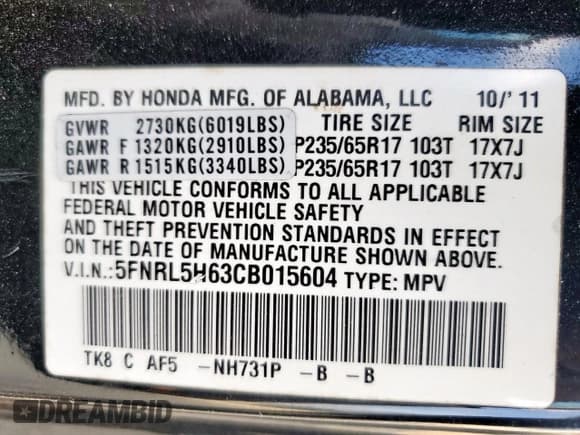 MFD. BY HONDA MFG. OF ALABAMA, LLC 10/'11
GVWR 2730KG(6019LBS) TIRE SIZE RIM SIZE
GAWR F 1320KG(2910LBS) P235/65R17 103T 17X7J
GAWR R 1515KG(3340LBS) P235/65R17 103T 17X7J
THIS VEHICLE CONFORMS TO ALL APPLICABLE
FEDERAL MOTOR VEHICLE SAFETY
AND THEFT PREVENTION STANDARDS IN EFFECT
ON THE DATE OF MANUFACTURE SHOWN ABOVE.
V.I.N.:5FNRL5H63CB015604 TYPE: MPV
TK8 C AF5 -NH731P -B -B
DREAMBID